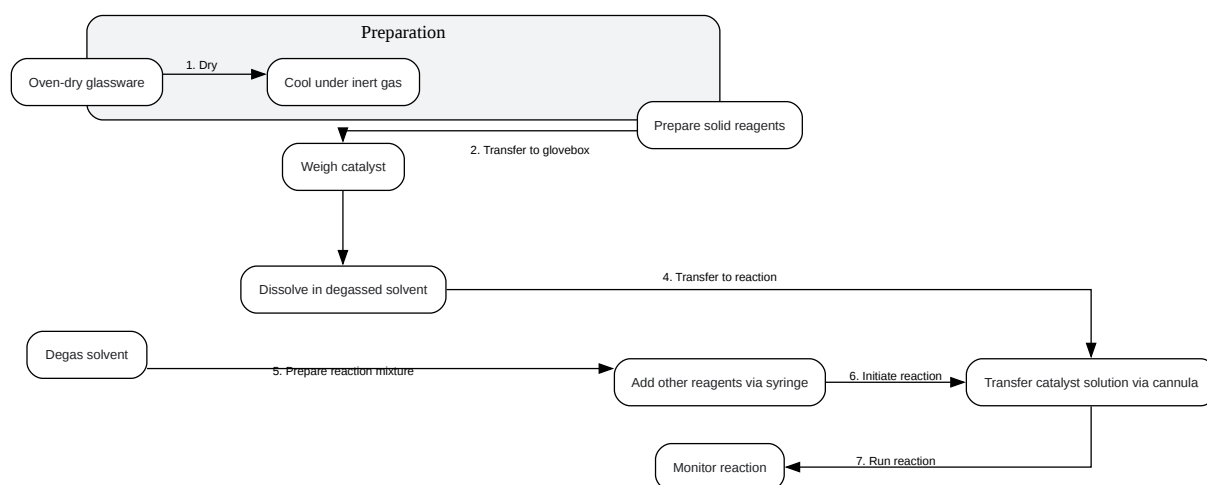 Preparation
Oven-dry glassware
1. Dry
Cool under inert gas
Prepare solid reagents
2. Transfer to glovebox
Weigh catalyst
Dissolve in degassed solvent
4. Transfer to reaction
Degas solvent
5. Prepare reaction mixture
Add other reagents via syringe
6. Initiate reaction
Transfer catalyst solution via cannula
Monitor reaction
7. Run reaction